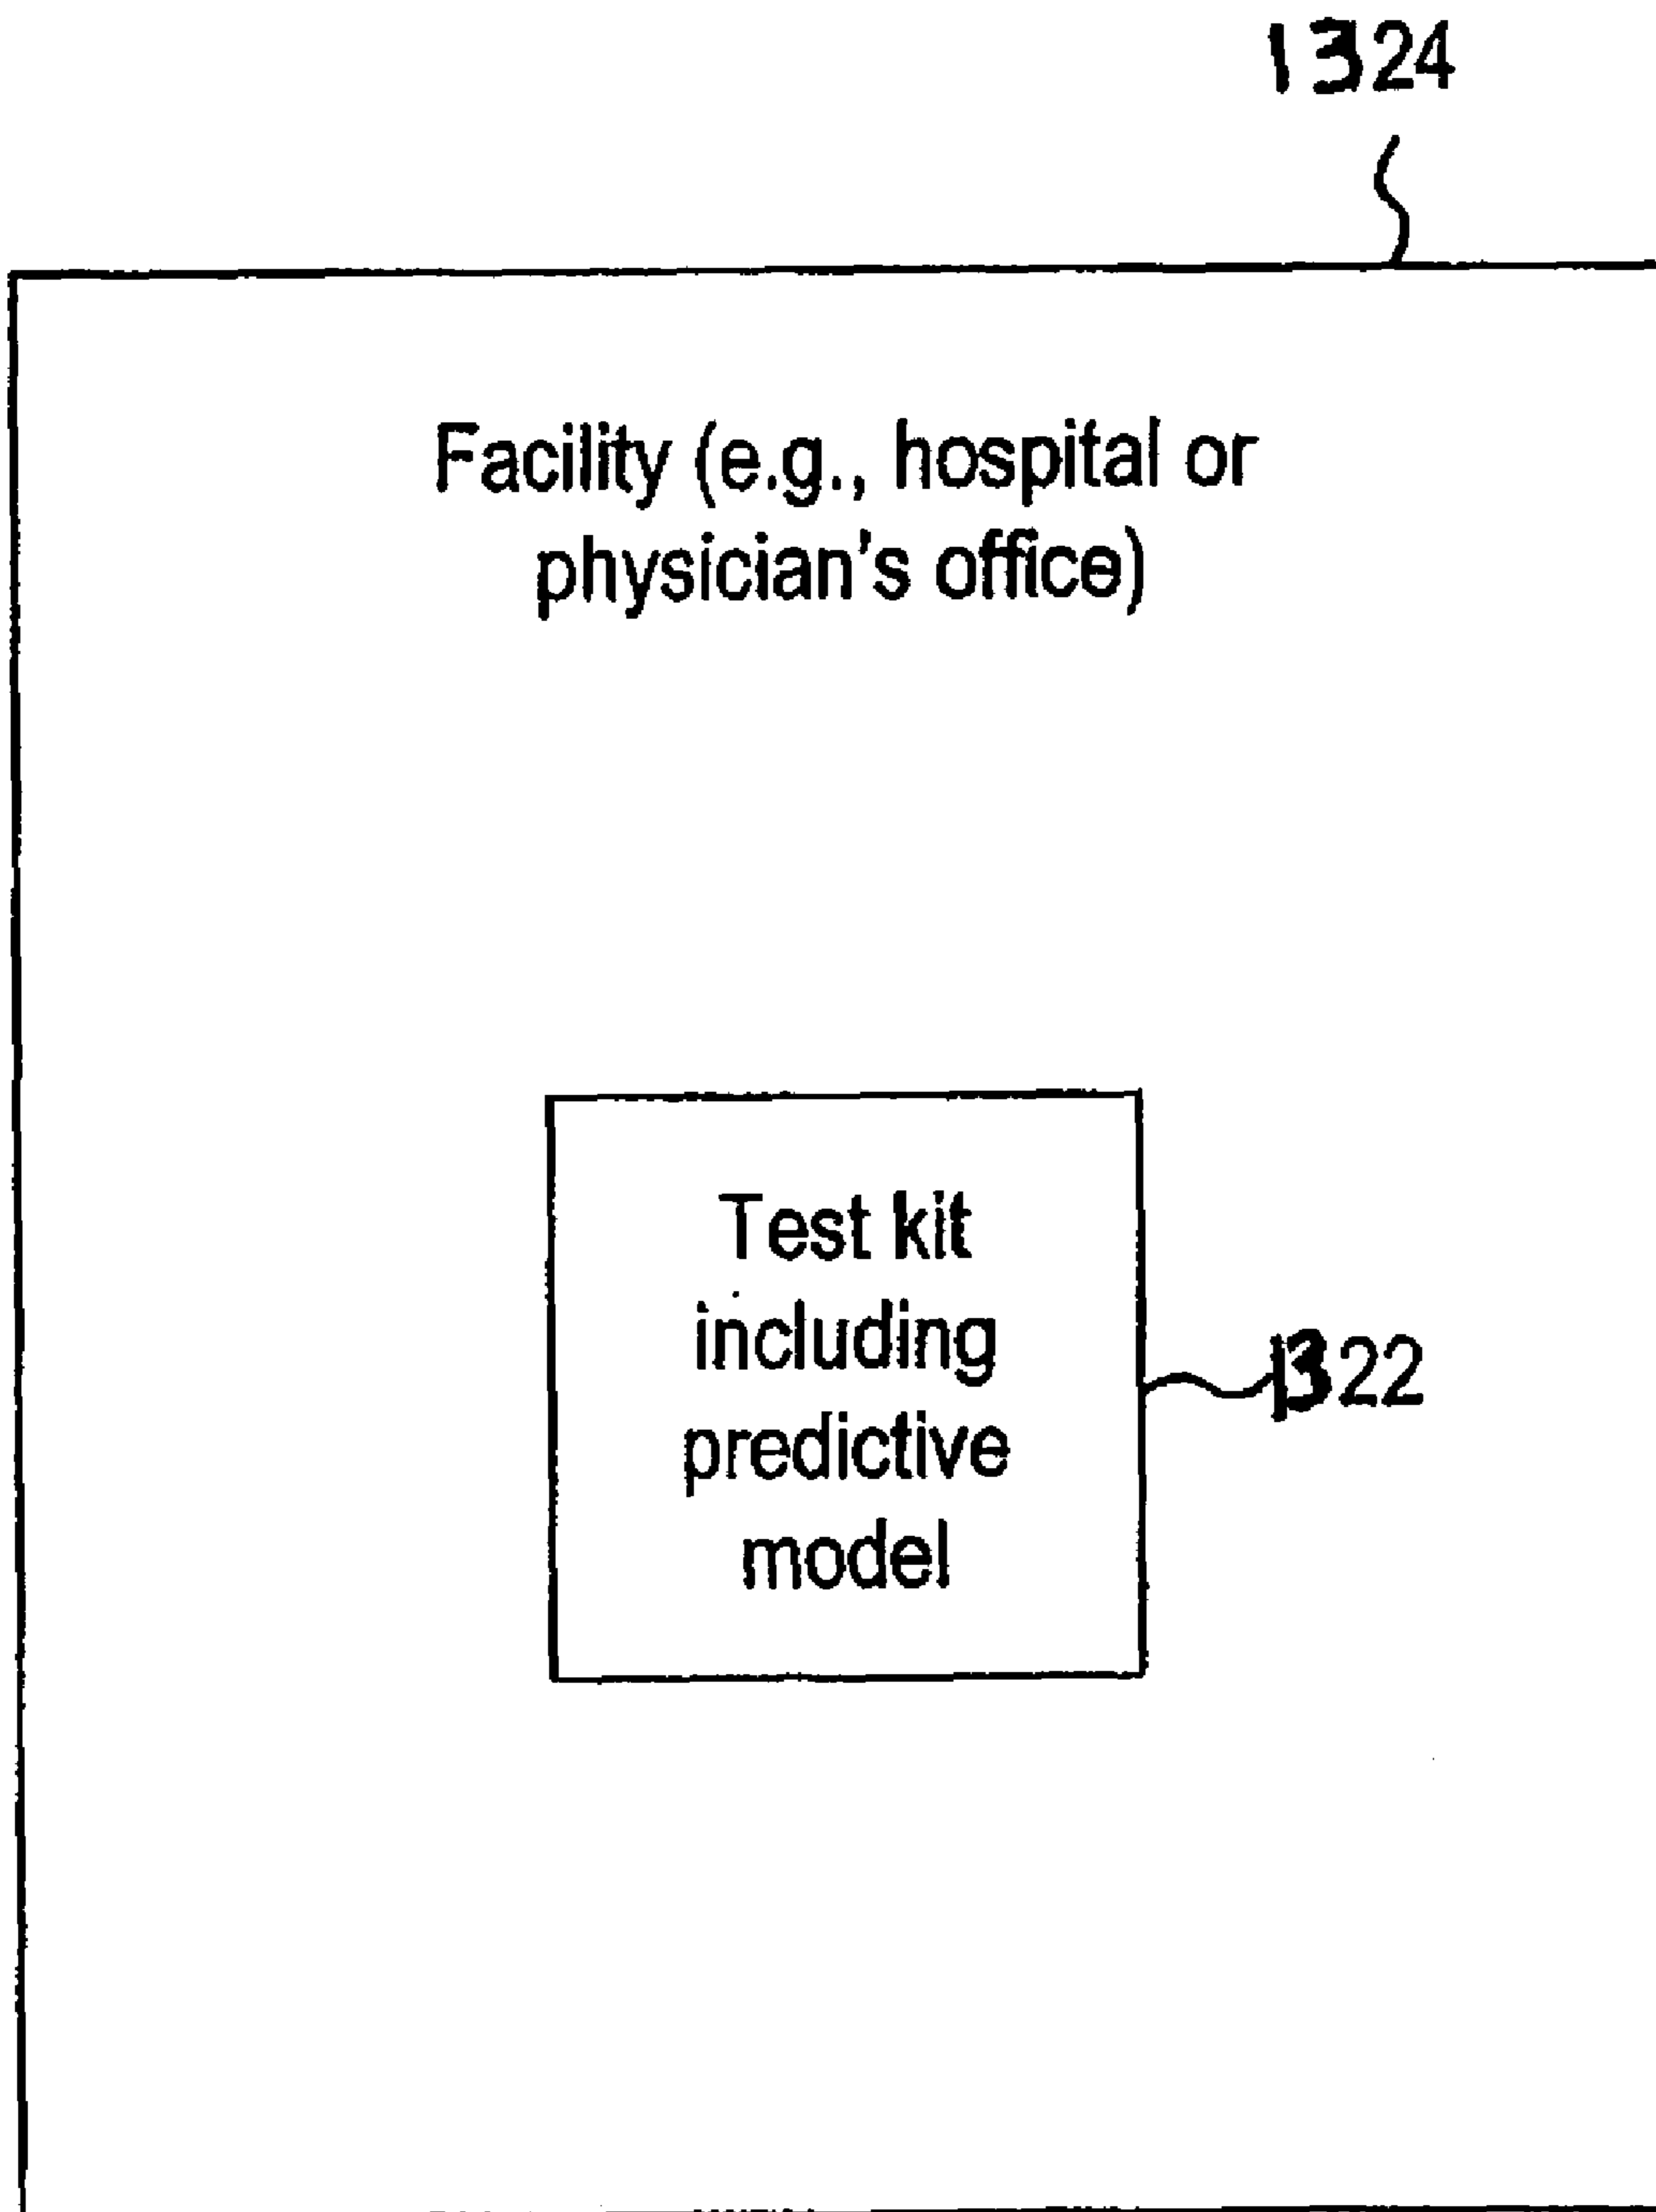 1324
Facility (e.g., hospital or
physician's office)
Test kit
including
predictive
model
1322